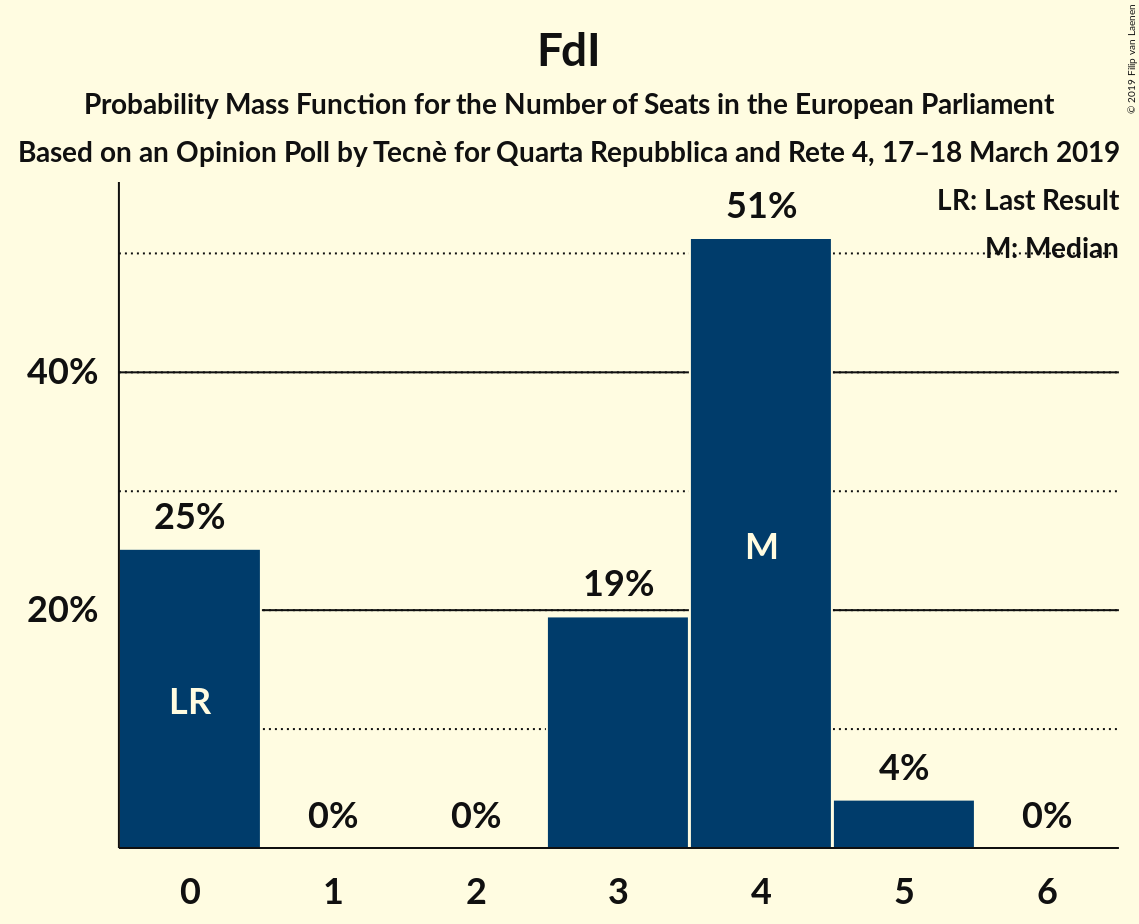 FdI
Probability Mass Function for the Number of Seats in the European Parliament
Based on an Opinion Poll by Tecnè for Quarta Repubblica and Rete 4, 17–18 March 2019
© 2019 Filip van Laenen
LR: Last Result
M: Median
51%
40%
25%
M
19%
20%
LR
4%
0%
0%
0%
0 1 2 3 4 5 6